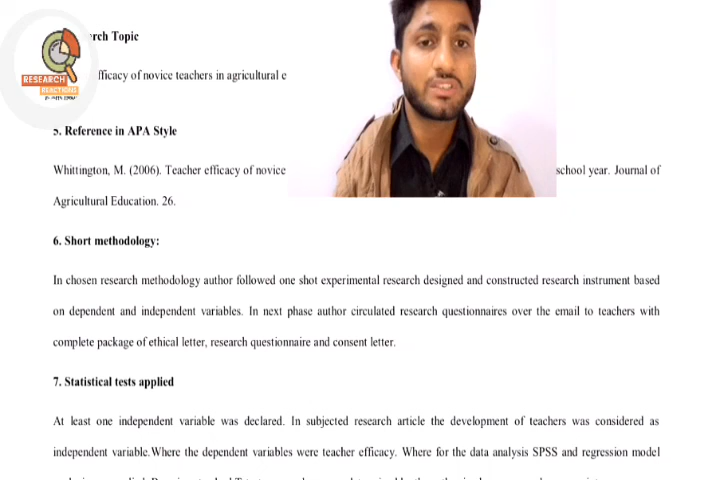 rch Topic
fficacy of novice teachers in agricultural e
RESEARCH
REACTIONS
5. Reference in APA Style
Whittington, M. (2006). Teacher efficacy of novice school year. Journal of
Agricultural Education. 26.
6. Short methodology:
In chosen research methodology author followed one shot experimental research designed and constructed research instrument based
on dependent and independent variables. In next phase author circulated research questionnaires over the email to teachers with
complete package of ethical letter, research questionnaire and consent letter.
7. Statistical tests applied
At least one independent variable was declared. In subjected research article the development of teachers was considered as
independent variable.Where the dependent variables were teacher efficacy. Where for the data analysis SPSS and regression model